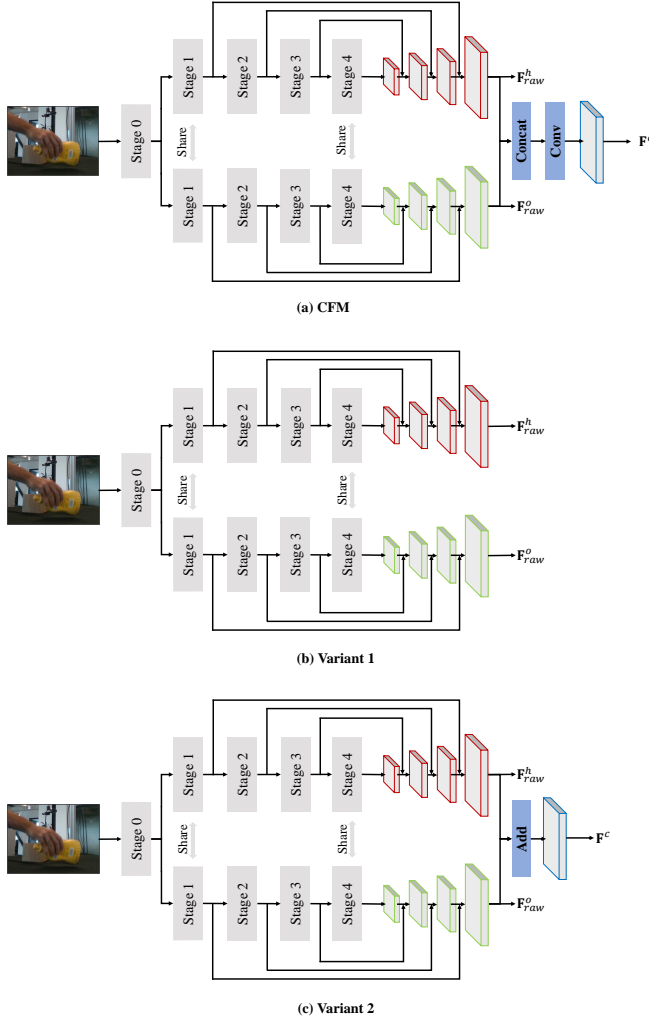 Stage 1
Stage 2
Stage 3
Stage 4
F^h_raw
Stage 0
Share
Share
Concat
Conv
Stage 1
Stage 2
Stage 3
Stage 4
F^o_raw
(a) CFM
Stage 1
Stage 2
Stage 3
Stage 4
F^h_raw
Stage 0
Share
Share
Stage 1
Stage 2
Stage 3
Stage 4
F^o_raw
(b) Variant 1
Stage 1
Stage 2
Stage 3
Stage 4
F^h_raw
Stage 0
Share
Share
Add
F^c
Stage 1
Stage 2
Stage 3
Stage 4
F^o_raw
(c) Variant 2